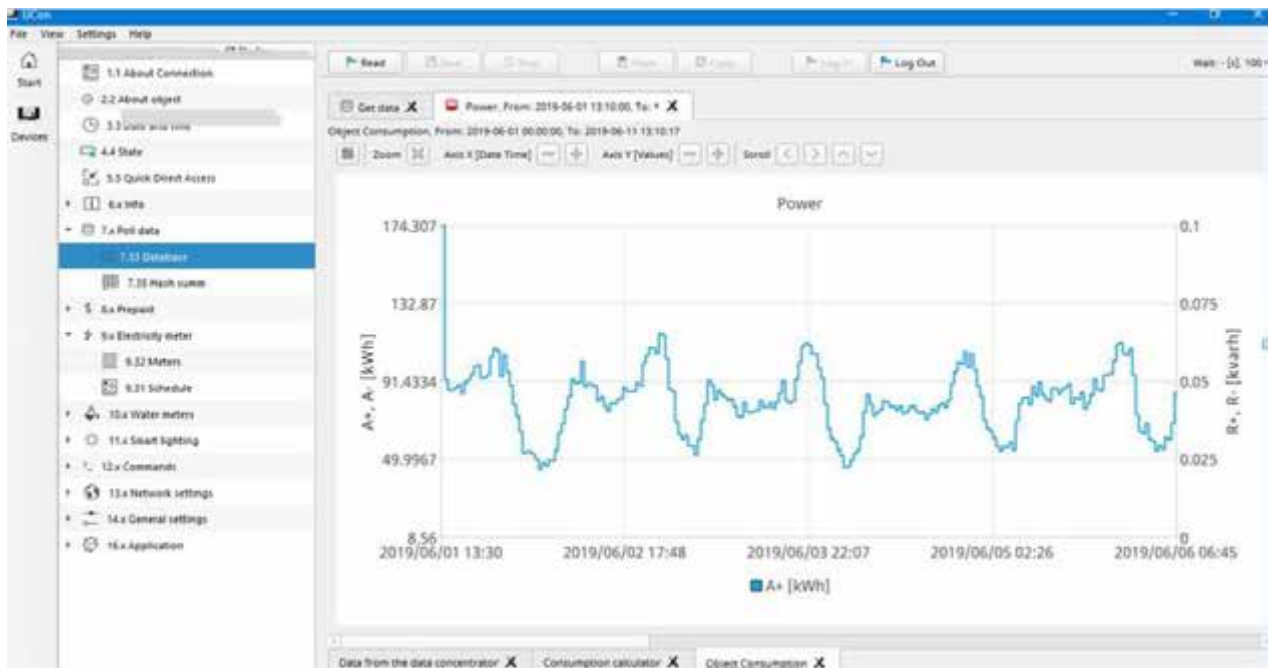 UCon
File View Settings Help
Start
Devices
1.1 About Connection
2.2 About object
4.4 State
5.5 Quick Direct Access
6.x Info
7.x Poll data
7.33 Database
7.35 Hash summ
8.x Prepaid
9.x Electricity meter
9.32 Meters
9.31 Schedule
10.x Water meters
11.x Smart lighting
12.x Commands
13.x Network settings
14.x General settings
16.x Application
Read Save Stop Log In Log Out
Wait: - [s], 100
Get data X Power, From: 2019-06-01 13:10:00, To: * X
Object Consumption, From: 2019-06-01 00:00:00, To: 2019-06-11 13:10:17
Zoom Axis X [Date Time] Axis Y [Values] Scroll
Power
174.307
132.87
91.4334
49.9967
8.56
A+, A- [kWh]
0.1
0.075
0.05
0.025
0
R+, R- [kvarh]
2019/06/01 13:30 2019/06/02 17:48 2019/06/03 22:07 2019/06/05 02:26 2019/06/06 06:45
A+ [kWh]
Data from the data concentrator X Consumption calculator X Object Consumption X